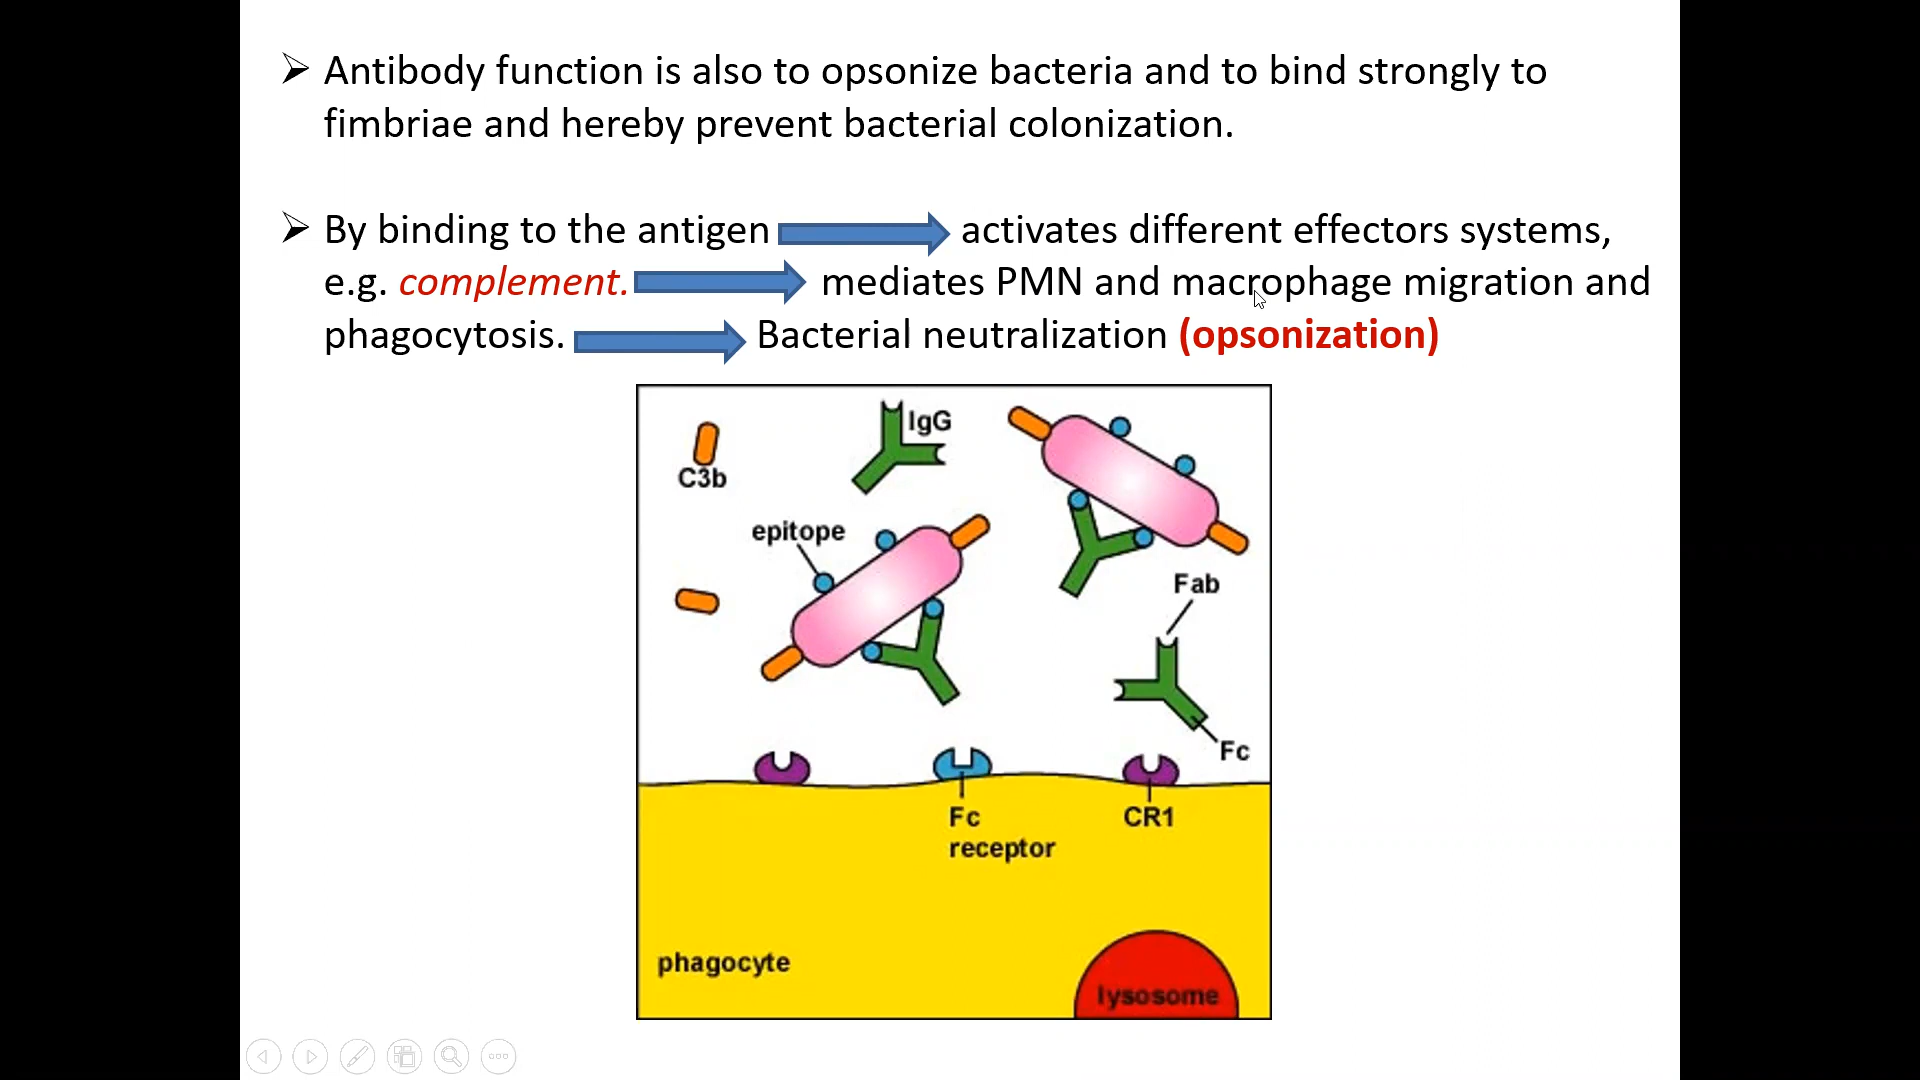 Antibody function is also to opsonize bacteria and to bind strongly to
fimbriae and hereby prevent bacterial colonization.
By binding to the antigen activates different effectors systems,
e.g. complement. mediates PMN and macrophage migration and
phagocytosis. Bacterial neutralization (opsonization)
IgG
C3b
epitope
Fab
Fc
Fc
receptor
CR1
phagocyte
lysosome